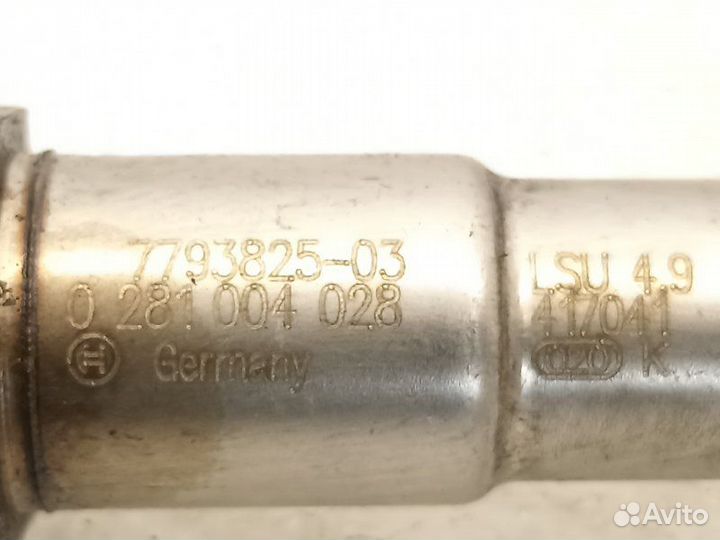 7793825-03
0 281 004 028
Germany
LSU 4.9
417041
K
Avito